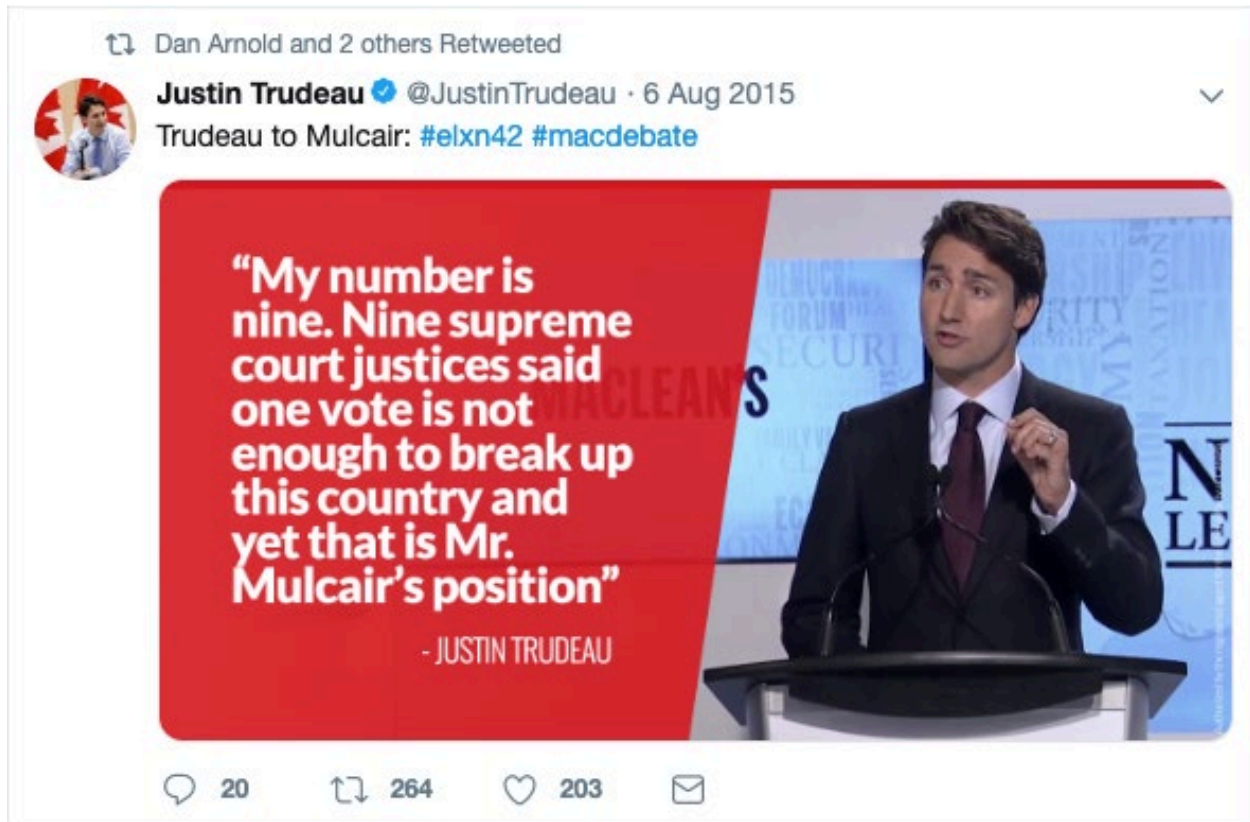 Dan Arnold and 2 others Retweeted
Justin Trudeau @JustinTrudeau · 6 Aug 2015
Trudeau to Mulcair: #elxn42 #macdebate
“My number is
nine. Nine supreme
court justices said
one vote is not
enough to break up
this country and
yet that is Mr.
Mulcair’s position”
- JUSTIN TRUDEAU
MACLEAN'S
FORUM
SECURI
RITY
N
LE
20 264 203